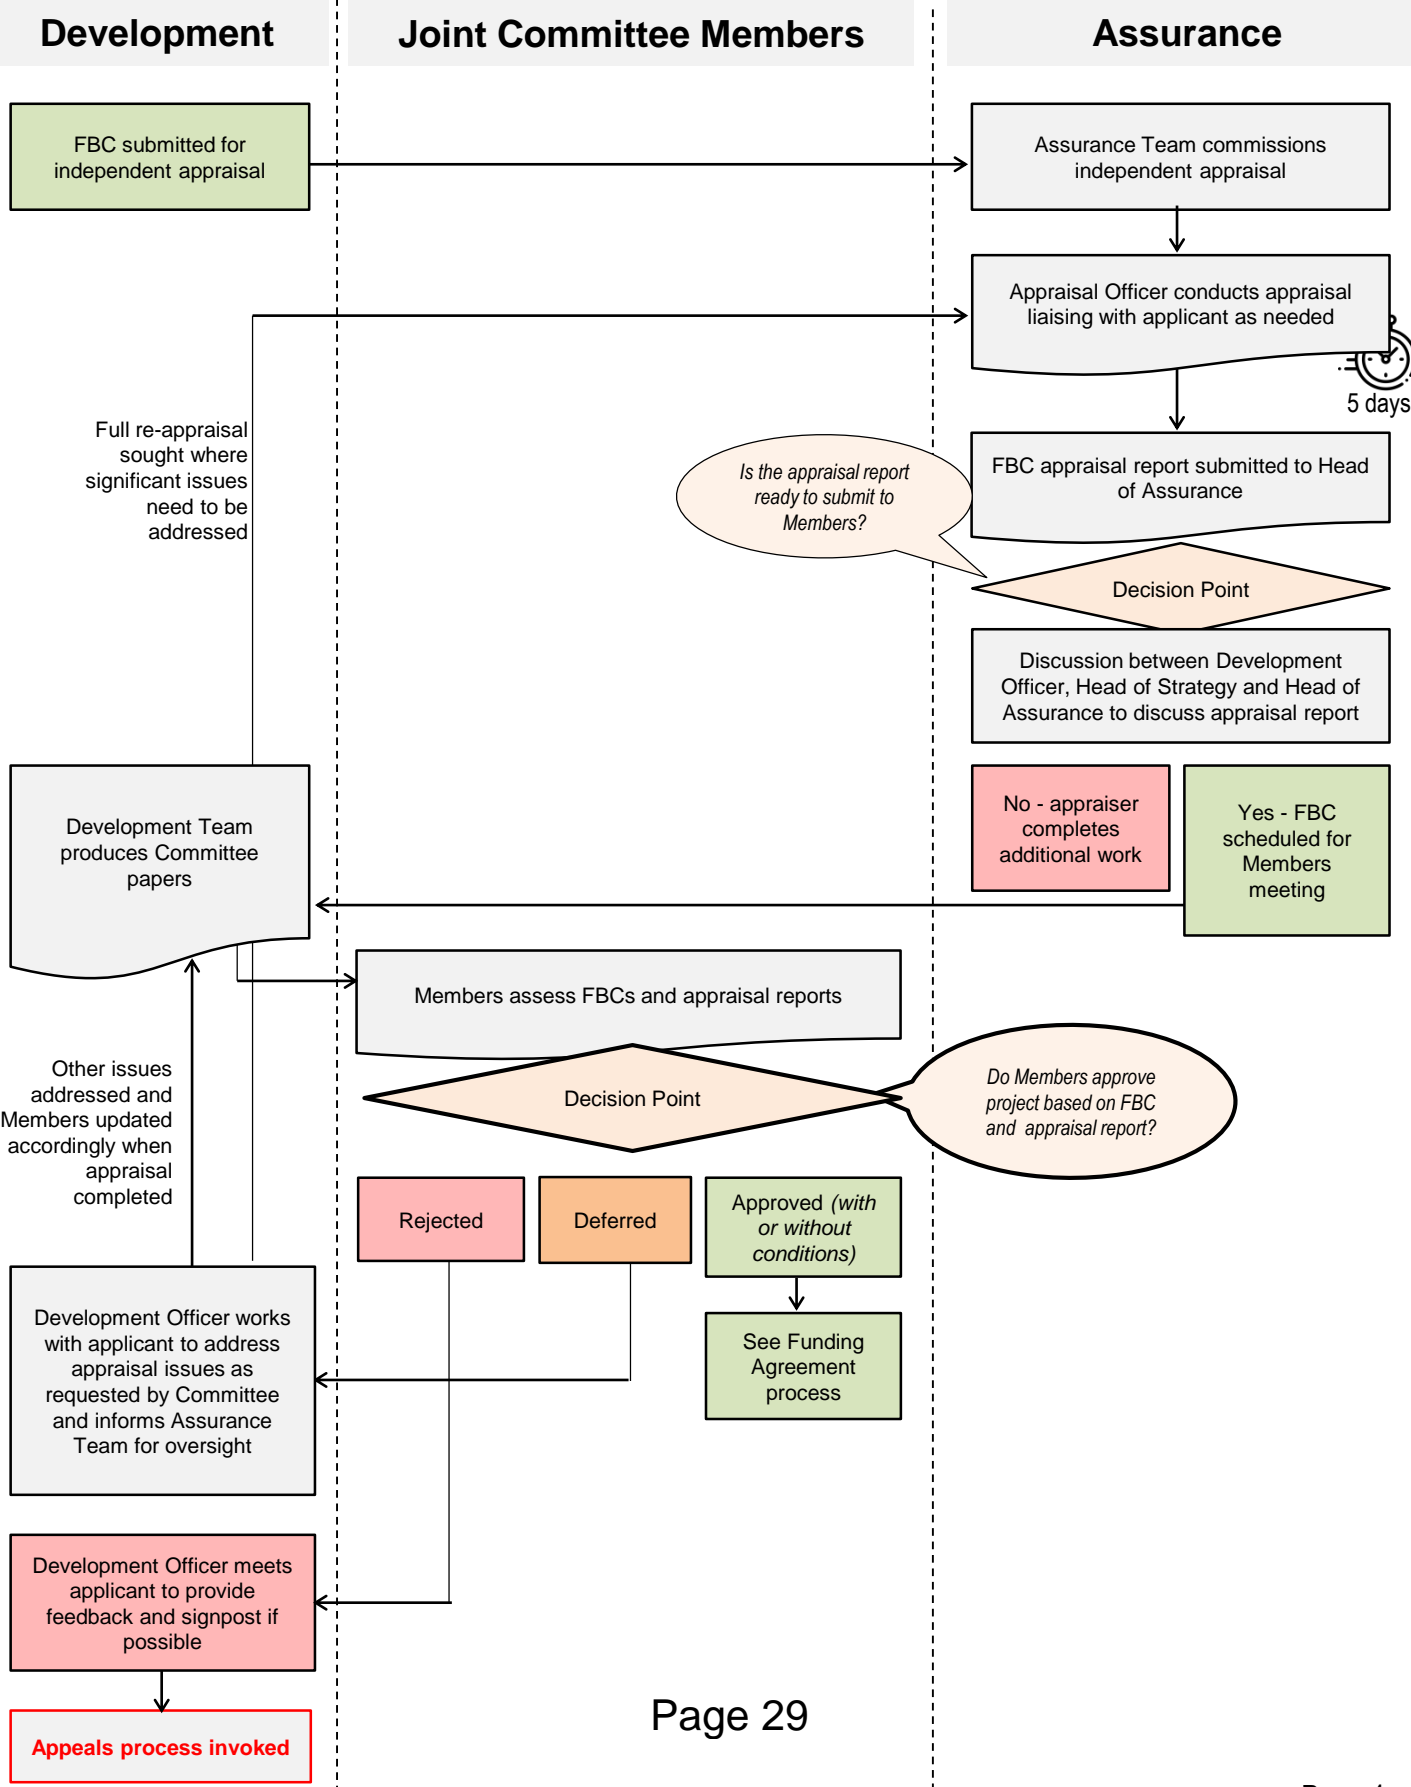 Development
Joint Committee Members
Assurance
FBC submitted for
independent appraisal
Assurance Team commissions
independent appraisal
Appraisal Officer conducts appraisal
liaising with applicant as needed
5 days
Full re-appraisal
sought where
significant issues
need to be
addressed
Is the appraisal report
ready to submit to
Members?
FBC appraisal report submitted to Head
of Assurance
Decision Point
Discussion between Development
Officer, Head of Strategy and Head of
Assurance to discuss appraisal report
No - appraiser
completes
additional work
Yes - FBC
scheduled for
Members
meeting
Development Team
produces Committee
papers
Members assess FBCs and appraisal reports
Decision Point
Do Members approve
project based on FBC
and appraisal report?
Other issues
addressed and
Members updated
accordingly when
appraisal
completed
Rejected
Deferred
Approved (with
or without
conditions)
See Funding
Agreement
process
Development Officer works
with applicant to address
appraisal issues as
requested by Committee
and informs Assurance
Team for oversight
Development Officer meets
applicant to provide
feedback and signpost if
possible
Appeals process invoked
Page 29